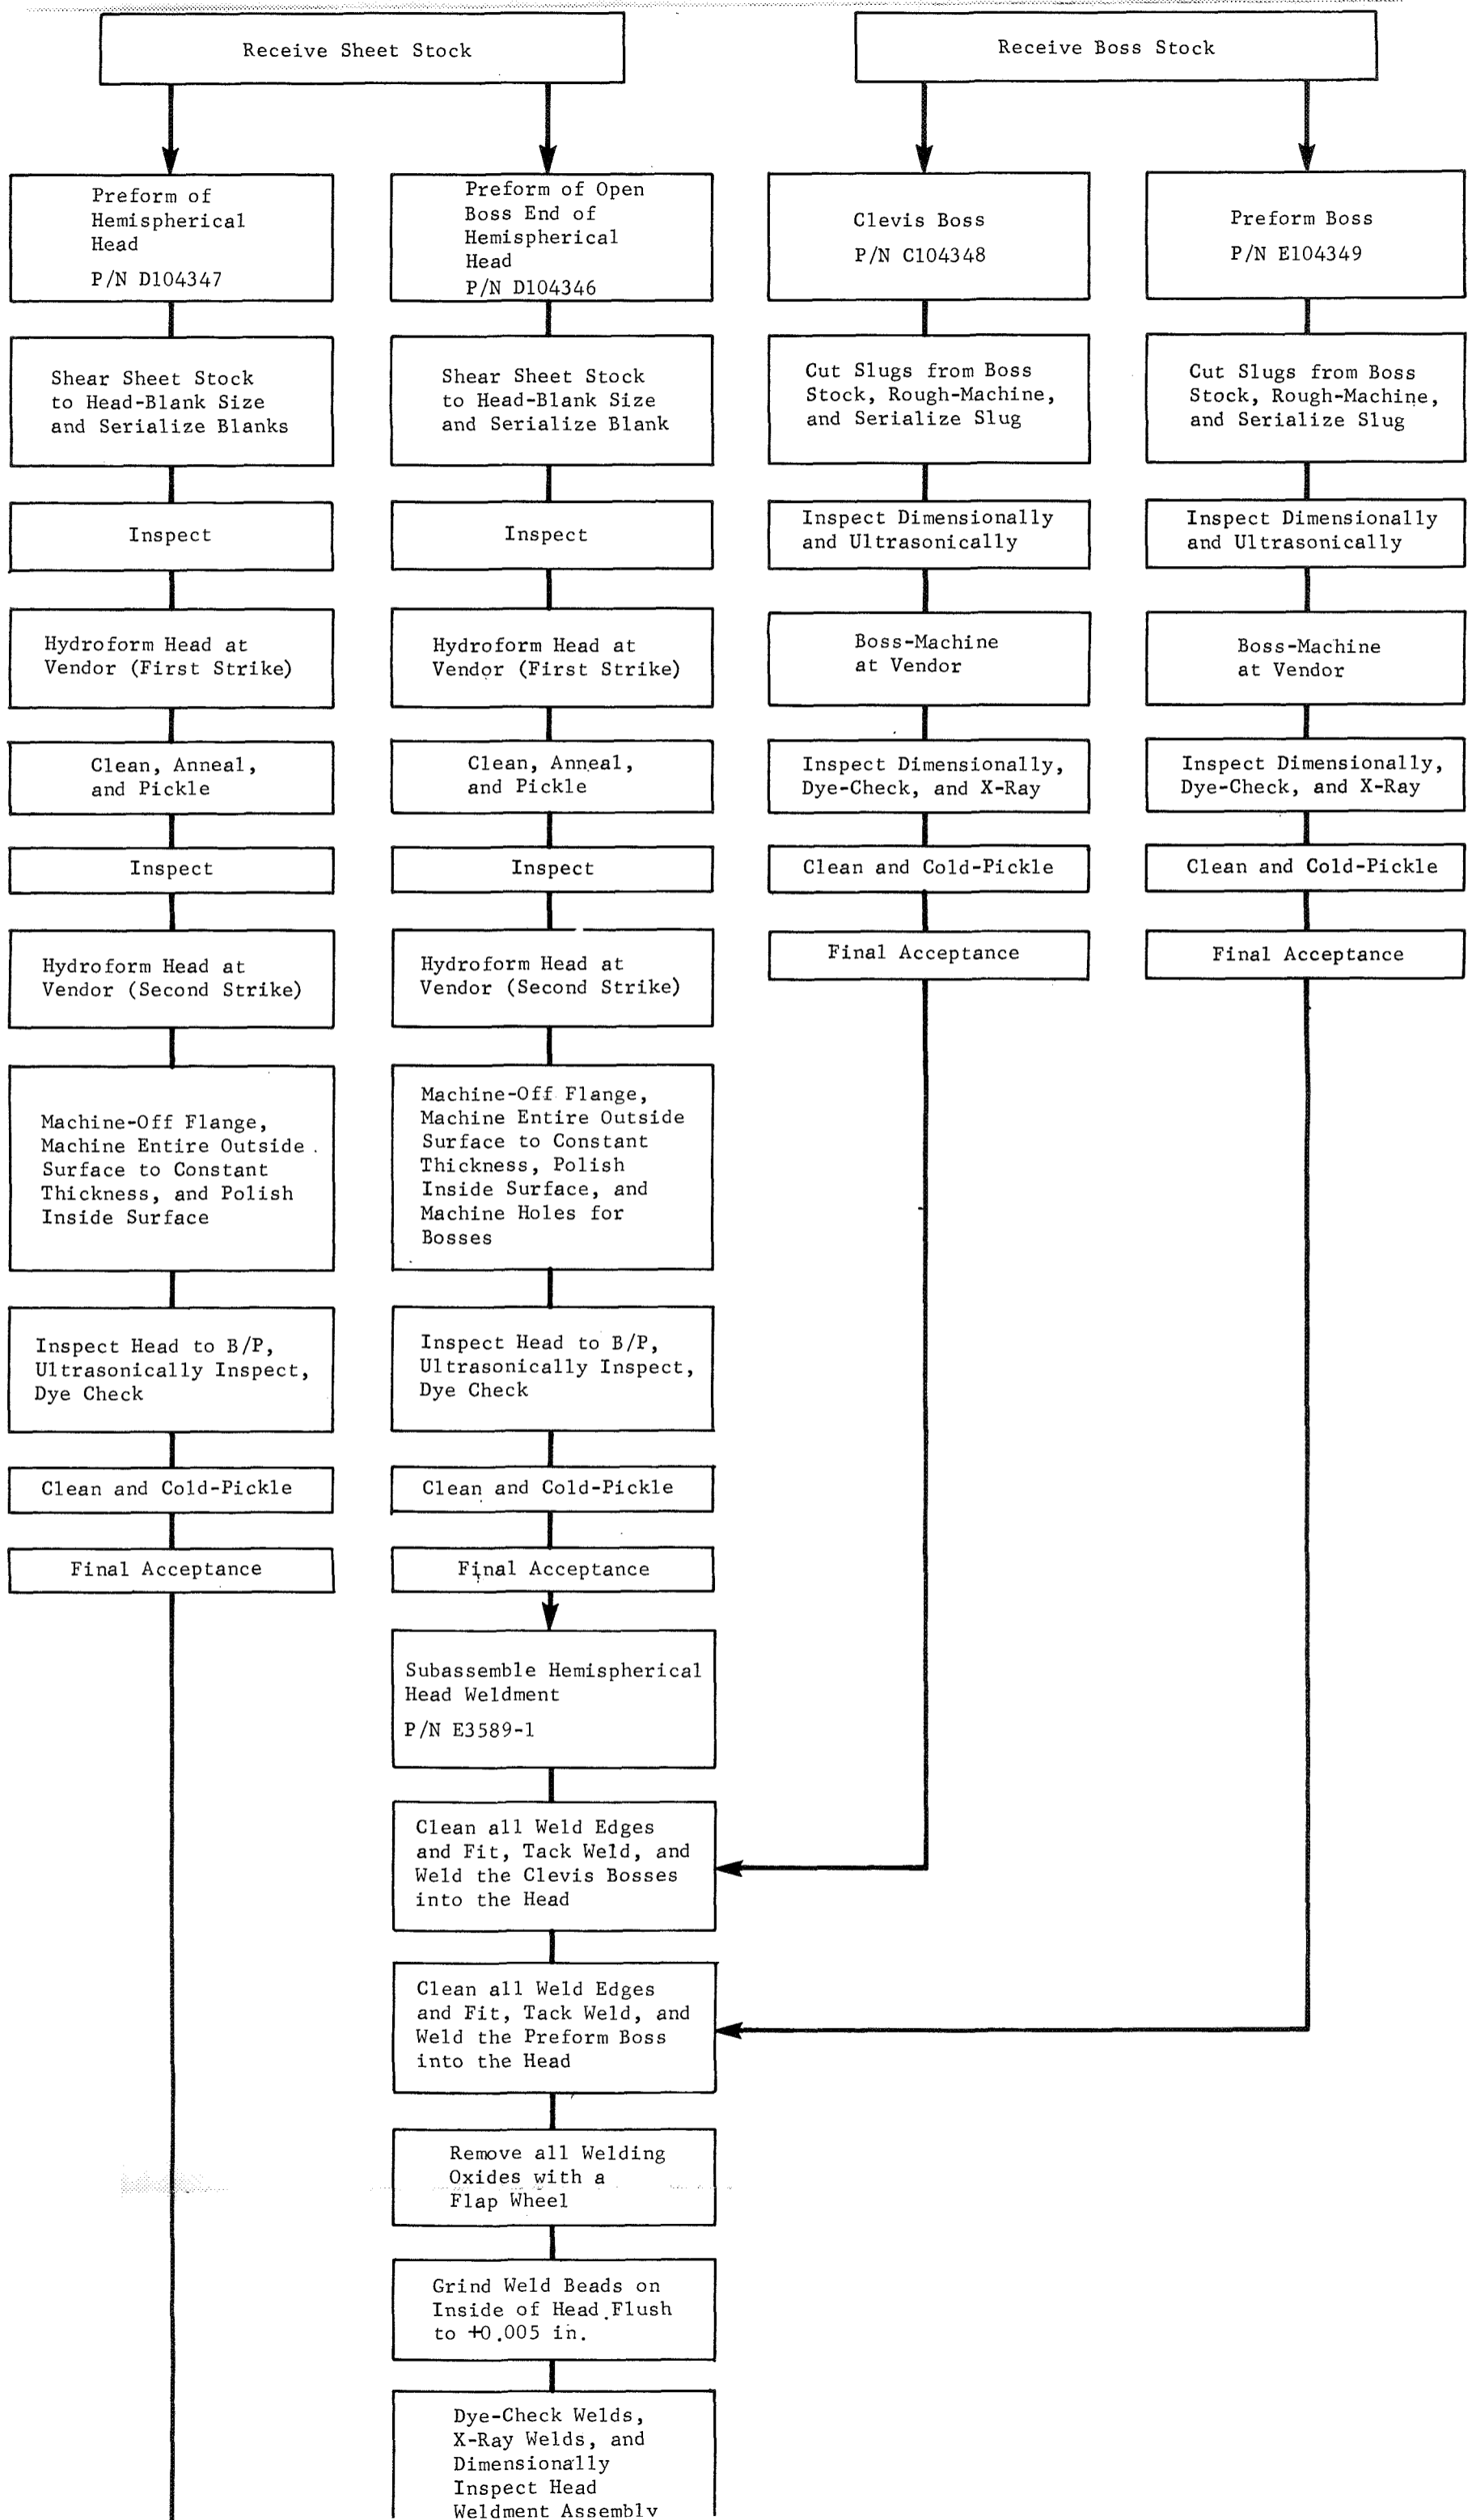 Receive Sheet Stock
Receive Boss Stock
Preform of
Hemispherical
Head
P/N D104347
Preform of Open
Boss End of
Hemispherical
Head
P/N D104346
Clevis Boss
P/N C104348
Preform Boss
P/N E104349
Shear Sheet Stock
to Head-Blank Size
and Serialize Blanks
Shear Sheet Stock
to Head-Blank Size
and Serialize Blank
Cut Slugs from Boss
Stock, Rough-Machine,
and Serialize Slug
Cut Slugs from Boss
Stock, Rough-Machine,
and Serialize Slug
Inspect
Inspect
Inspect Dimensionally
and Ultrasonically
Inspect Dimensionally
and Ultrasonically
Hydroform Head at
Vendor (First Strike)
Hydroform Head at
Vendor (First Strike)
Boss-Machine
at Vendor
Boss-Machine
at Vendor
Clean, Anneal,
and Pickle
Clean, Anneal,
and Pickle
Inspect Dimensionally,
Dye-Check, and X-Ray
Inspect Dimensionally,
Dye-Check, and X-Ray
Inspect
Inspect
Clean and Cold-Pickle
Clean and Cold-Pickle
Hydroform Head at
Vendor (Second Strike)
Hydroform Head at
Vendor (Second Strike)
Final Acceptance
Final Acceptance
Machine-Off Flange,
Machine Entire Outside
Surface to Constant
Thickness, and Polish
Inside Surface
Machine-Off Flange,
Machine Entire Outside
Surface to Constant
Thickness, Polish
Inside Surface, and
Machine Holes for
Bosses
Inspect Head to B/P,
Ultrasonically Inspect,
Dye Check
Inspect Head to B/P,
Ultrasonically Inspect,
Dye Check
Clean and Cold-Pickle
Clean and Cold-Pickle
Final Acceptance
Final Acceptance
Subassemble Hemispherical
Head Weldment
P/N E3589-1
Clean all Weld Edges
and Fit, Tack Weld, and
Weld the Clevis Bosses
into the Head
Clean all Weld Edges
and Fit, Tack Weld, and
Weld the Preform Boss
into the Head
Remove all Welding
Oxides with a
Flap Wheel
Grind Weld Beads on
Inside of Head Flush
to +0.005 in.
Dye-Check Welds,
X-Ray Welds, and
Dimensionally
Inspect Head
Weldment Assembly